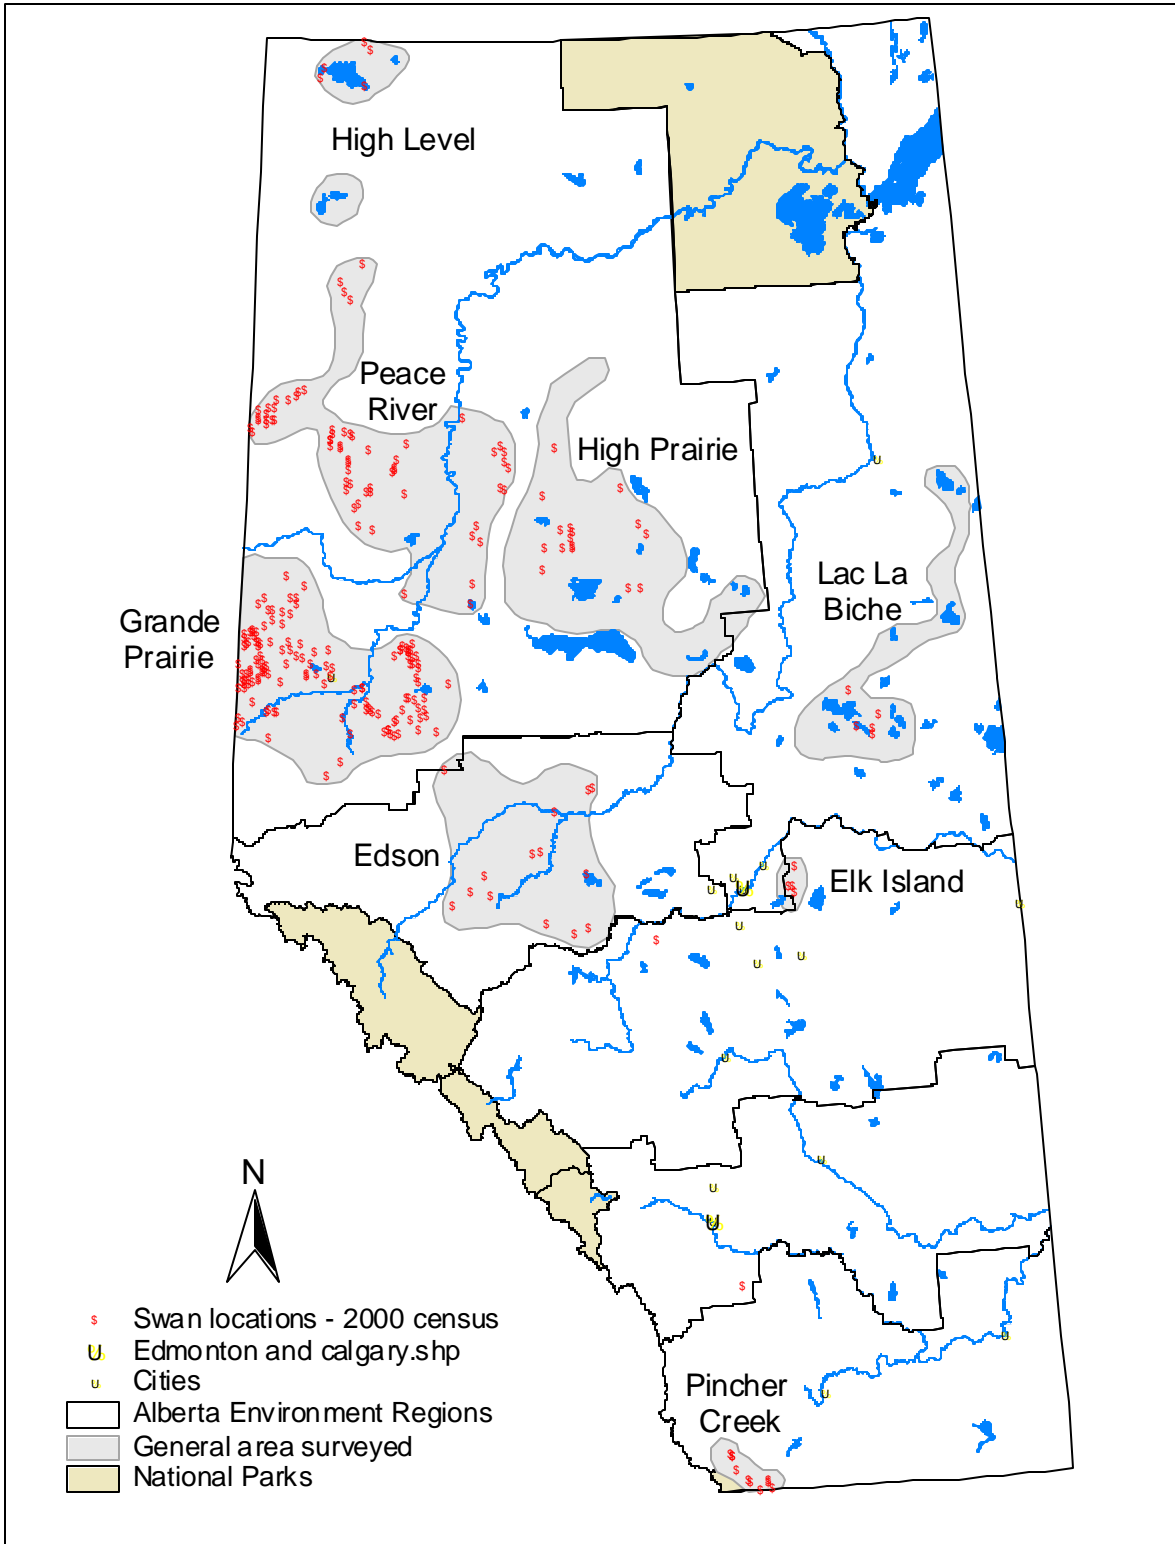 High Level
Peace
River
High Prairie
Lac La
Biche
Grande
Prairie
Edson
Elk Island
N
Swan locations - 2000 census
Edmonton and calgary.shp
Cities
Alberta Environment Regions
General area surveyed
National Parks
Pincher
Creek